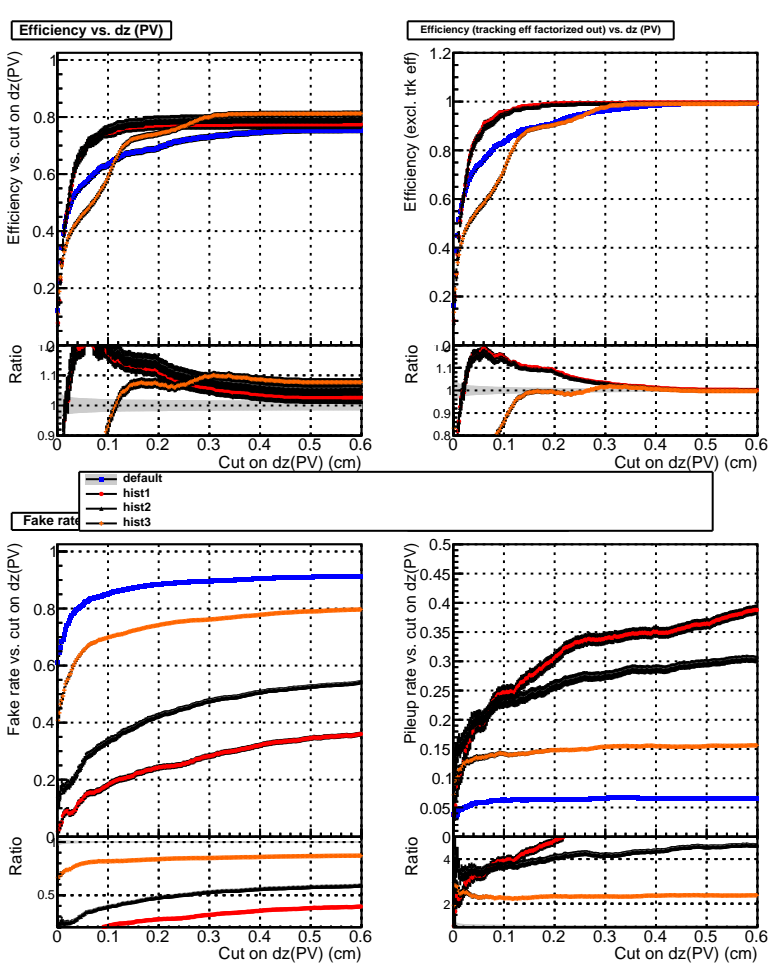 Efficiency vs. dz (PV)
Efficiency (tracking eff factorized out) vs. dz (PV)
Efficiency vs. cut on dz(PV)
1
0.8
0.6
0.4
0.2
0
Ratio
1.1
1
0.9
0 0.1 0.2 0.3 0.4 0.5 0.6
Cut on dz(PV) (cm)
Efficiency (excl. trk eff)
1.2
1
0.8
0.6
0.4
0.2
0
Ratio
1.1
1
0.9
0.8
0 0.1 0.2 0.3 0.4 0.5 0.6
Cut on dz(PV) (cm)
default
hist1
hist2
hist3
Fake rate
Fake rate vs. cut on dz(PV)
1
0.8
0.6
0.4
0.2
0
Ratio
1
0.5
0 0.1 0.2 0.3 0.4 0.5 0.6
Cut on dz(PV) (cm)
Pileup rate vs. cut on dz(PV)
0.5
0.45
0.4
0.35
0.3
0.25
0.2
0.15
0.1
0.05
0
Ratio
4
2
0 0.1 0.2 0.3 0.4 0.5 0.6
Cut on dz(PV) (cm)